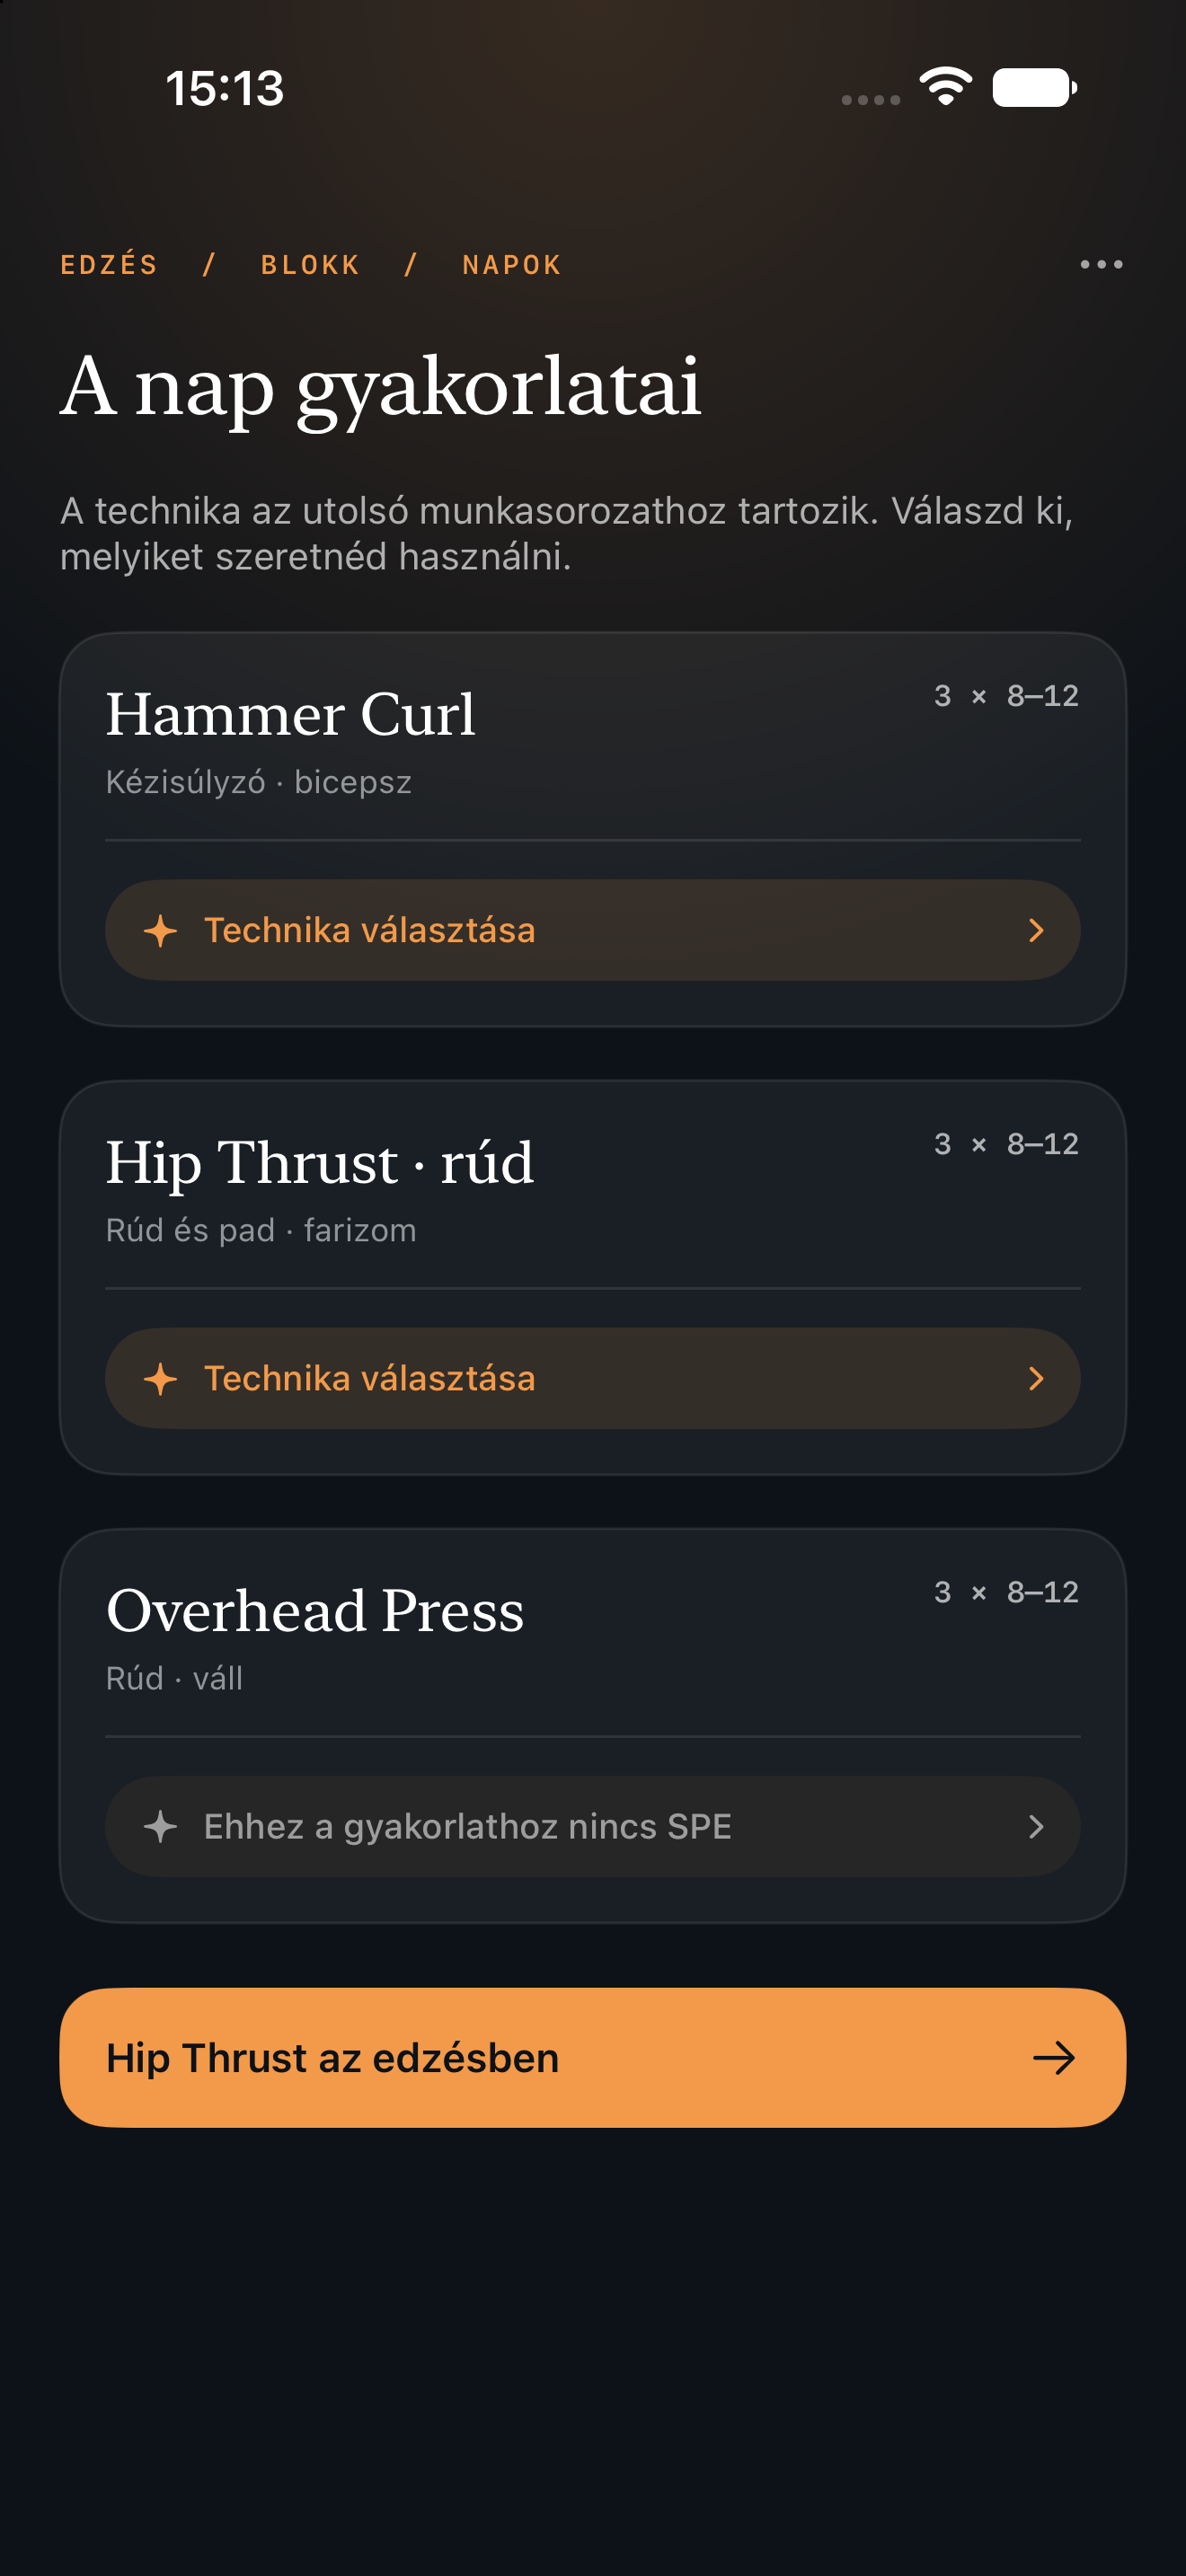 15:13
EDZÉS / BLOKK / NAPOK
A nap gyakorlatai
A technika az utolsó munkasorozathoz tartozik. Válaszd ki,
melyiket szeretnéd használni.
Hammer Curl
3 × 8–12
Kézisúlyzó · bicepsz
Technika választása
Hip Thrust · rúd
3 × 8–12
Rúd és pad · farizom
Technika választása
Overhead Press
3 × 8–12
Rúd · váll
Ehhez a gyakorlathoz nincs SPE
Hip Thrust az edzésben